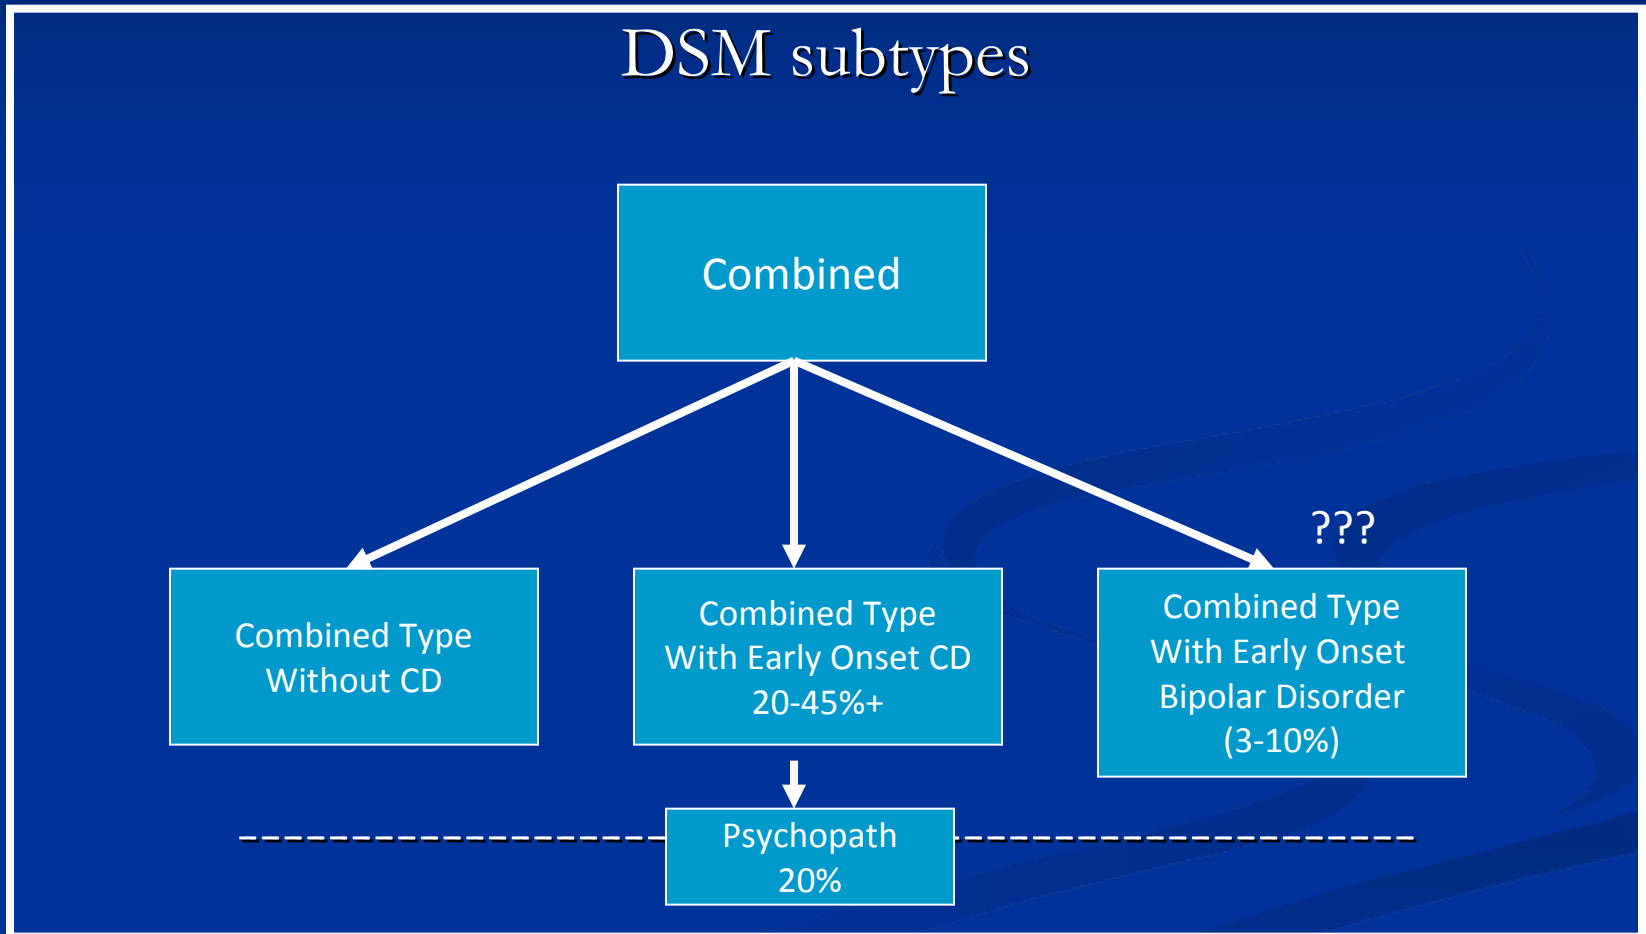 DSM subtypes
Combined
???
Combined Type
Without CD
Combined Type
With Early Onset CD
20-45%+
Combined Type
With Early Onset
Bipolar Disorder
(3-10%)
Psychopath
20%